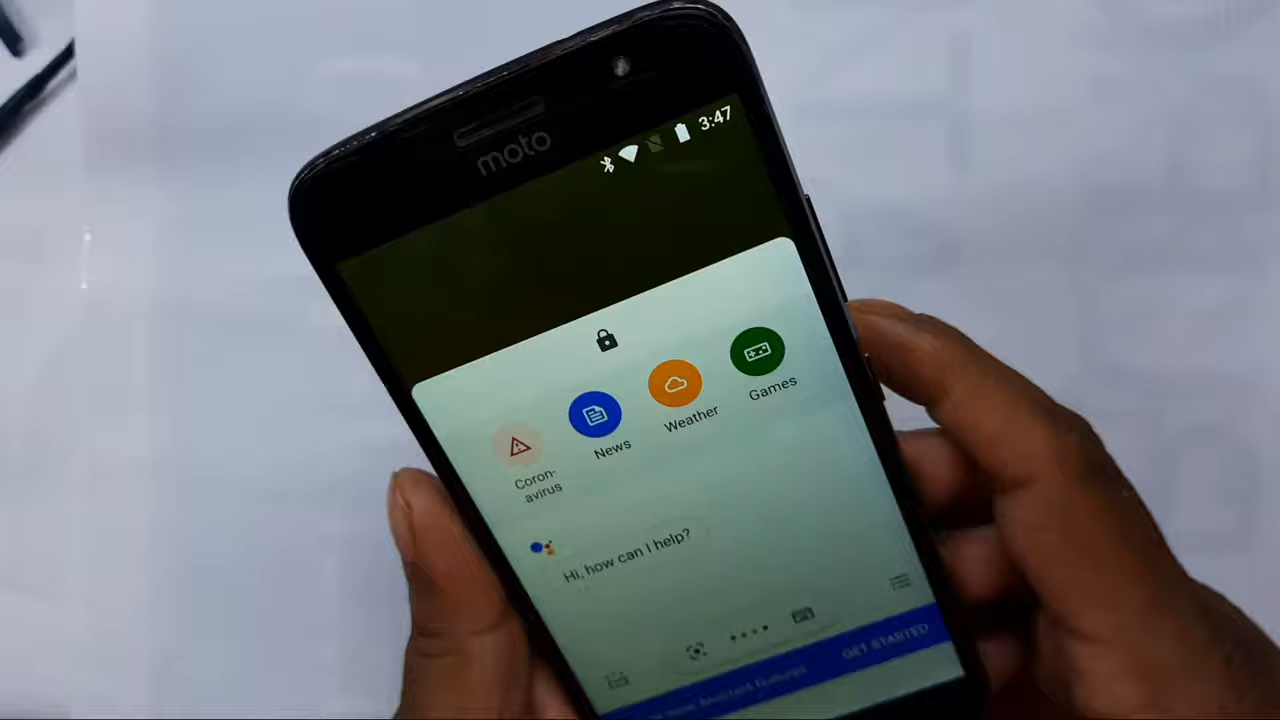 moto
3:47
Coron-
avirus
News
Weather
Games
Hi, how can I help?
GET STARTED